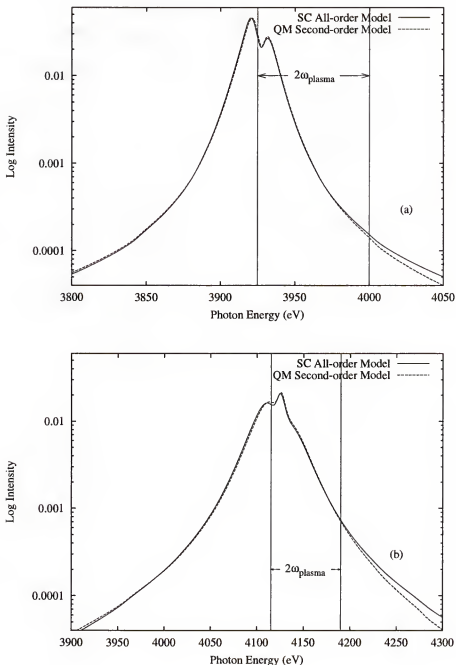 SC All-order Model
QM Second-order Model
0.01
0.001
0.0001
Log Intensity
2ωplasma
(a)
3800 3850 3900 3950 4000 4050
Photon Energy (eV)
SC All-order Model
QM Second-order Model
0.01
0.001
0.0001
Log Intensity
2ωplasma
(b)
3900 3950 4000 4050 4100 4150 4200 4250 4300
Photon Energy (eV)